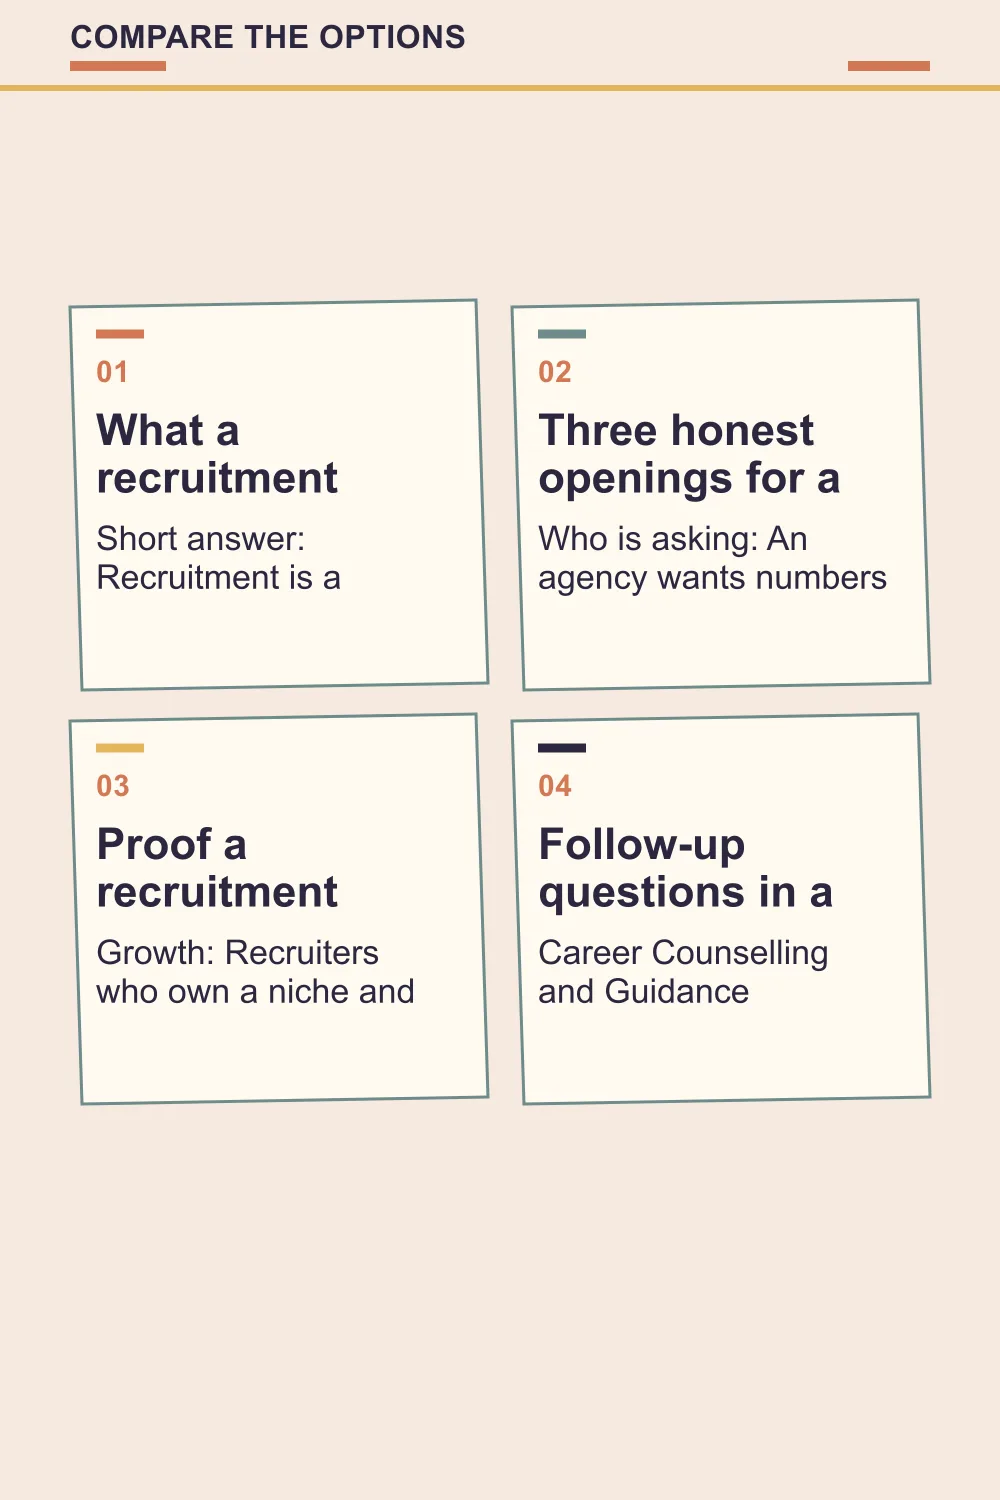 COMPARE THE OPTIONS
01
What a
recruitment
Short answer:
Recruitment is a
02
Three honest
openings for a
Who is asking: An
agency wants numbers
03
Proof a
recruitment
Growth: Recruiters
who own a niche and
04
Follow-up
questions in a
Career Counselling
and Guidance